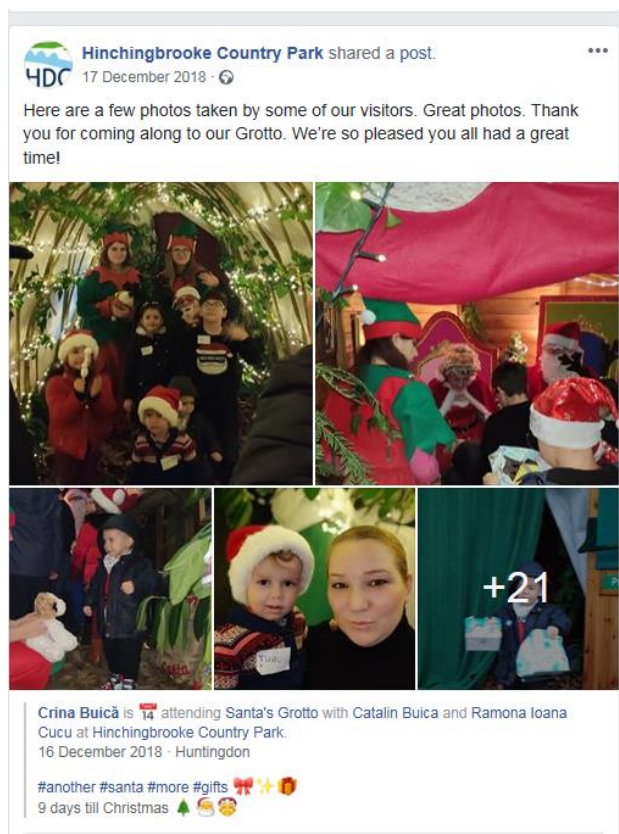 Hinchingbrooke Country Park shared a post.
HDC
17 December 2018 ·
Here are a few photos taken by some of our visitors. Great photos. Thank
you for coming along to our Grotto. We're so pleased you all had a great
time!
+21
Crina Buică is 14 attending Santa's Grotto with Catalin Buica and Ramona Ioana
Cucu at Hinchingbrooke Country Park.
16 December 2018 · Huntingdon
#another #santa #more #gifts
9 days till Christmas